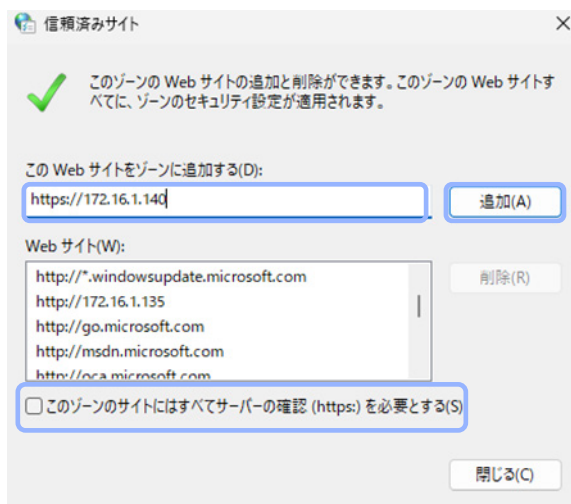 信頼済みサイト
このゾーンの Web サイトの追加と削除ができます。このゾーンの Web サイトす
べてに、ゾーンのセキュリティ設定が適用されます。
この Web サイトをゾーンに追加する(D):
https://172.16.1.140
追加(A)
Web サイト(W):
http://*.windowsupdate.microsoft.com
削除(R)
http://172.16.1.135
http://go.microsoft.com
http://msdn.microsoft.com
http://oca.microsoft.com
このゾーンのサイトにはすべてサーバーの確認 (https:) を必要とする(S)
閉じる(C)